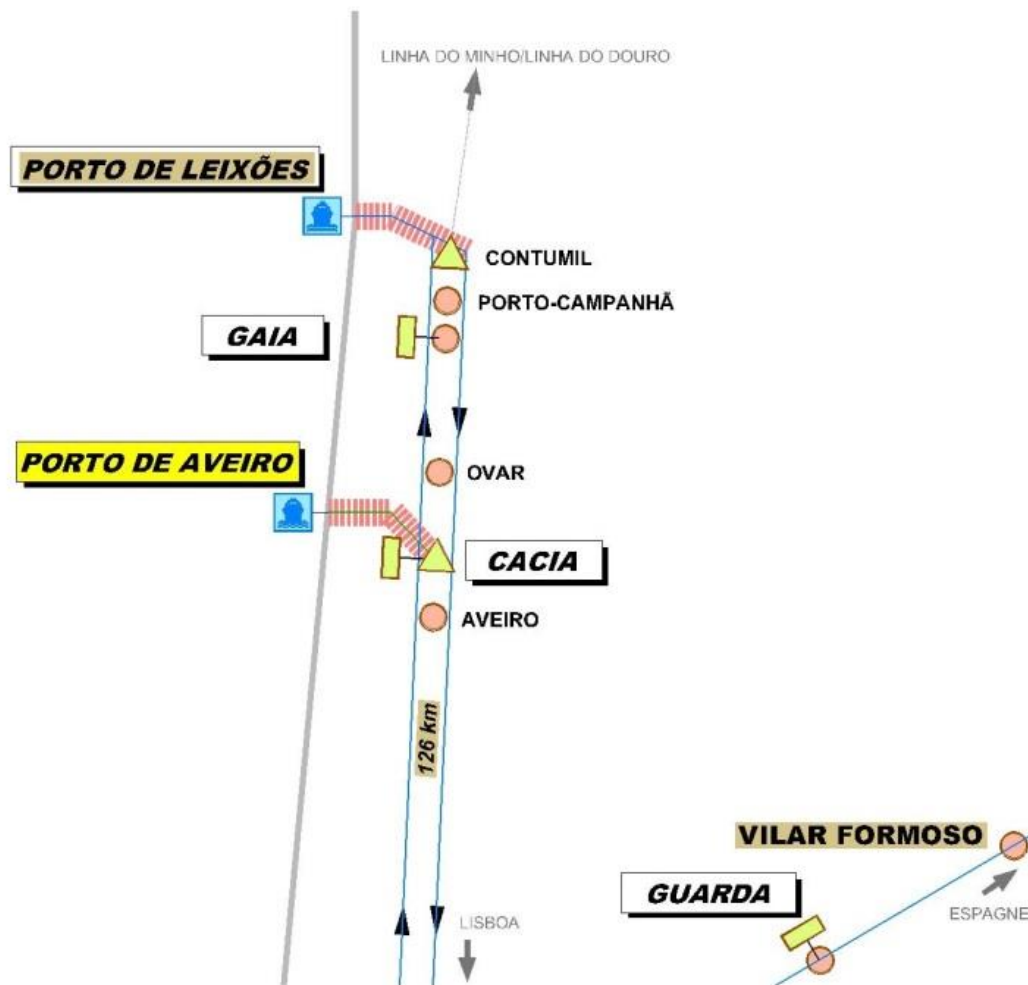 LINHA DO MINHO/LINHA DO DOURO
PORTO DE LEIXÕES
CONTUMIL
PORTO-CAMPANHÃ
GAIA
PORTO DE AVEIRO
OVAR
CACIA
AVEIRO
126 km
VILAR FORMOSO
GUARDA
ESPAGNE
LISBOA